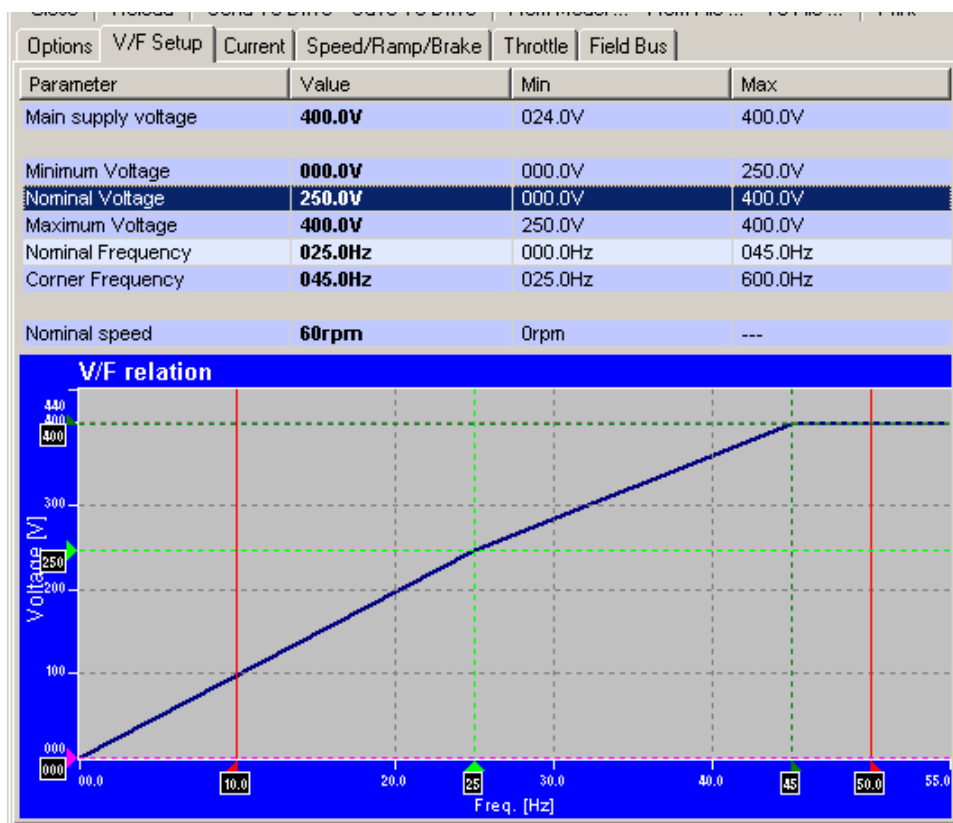 Options V/F Setup Current Speed/Ramp/Brake Throttle Field Bus
Parameter Value Min Max
Main supply voltage 400.0V 024.0V 400.0V
Minimum Voltage 000.0V 000.0V 250.0V
Nominal Voltage 250.0V 000.0V 400.0V
Maximum Voltage 400.0V 250.0V 400.0V
Nominal Frequency 025.0Hz 000.0Hz 045.0Hz
Corner Frequency 045.0Hz 025.0Hz 600.0Hz
Nominal speed 60rpm 0rpm ---
V/F relation
440
400
300
250
Voltage [V]
200
100
000
000
00.0 10.0 20.0 25 30.0 40.0 45 50.0 55.0
Freq. [Hz]